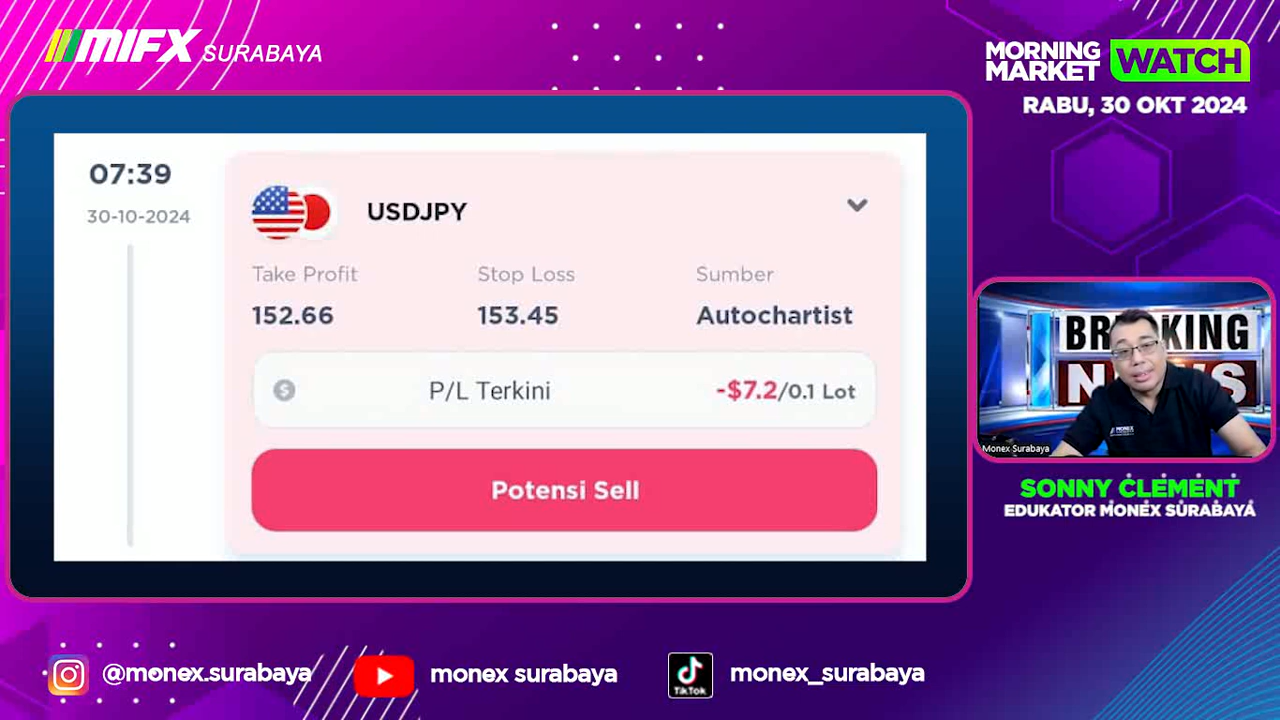 MIFX SURABAYA
MORNING
MARKET
WATCH
RABU, 30 OKT 2024
07:39
30-10-2024
USDJPY
Take Profit
Stop Loss
Sumber
152.66
153.45
Autochartist
P/L Terkini
-$7.2/0.1 Lot
Potensi Sell
BREAKING
NEWS
MONEX
Monex Surabaya
SONNY CLEMENT
EDUKATOR MONEX SURABAYA
@monex.surabaya
monex surabaya
TikTok
monex_surabaya